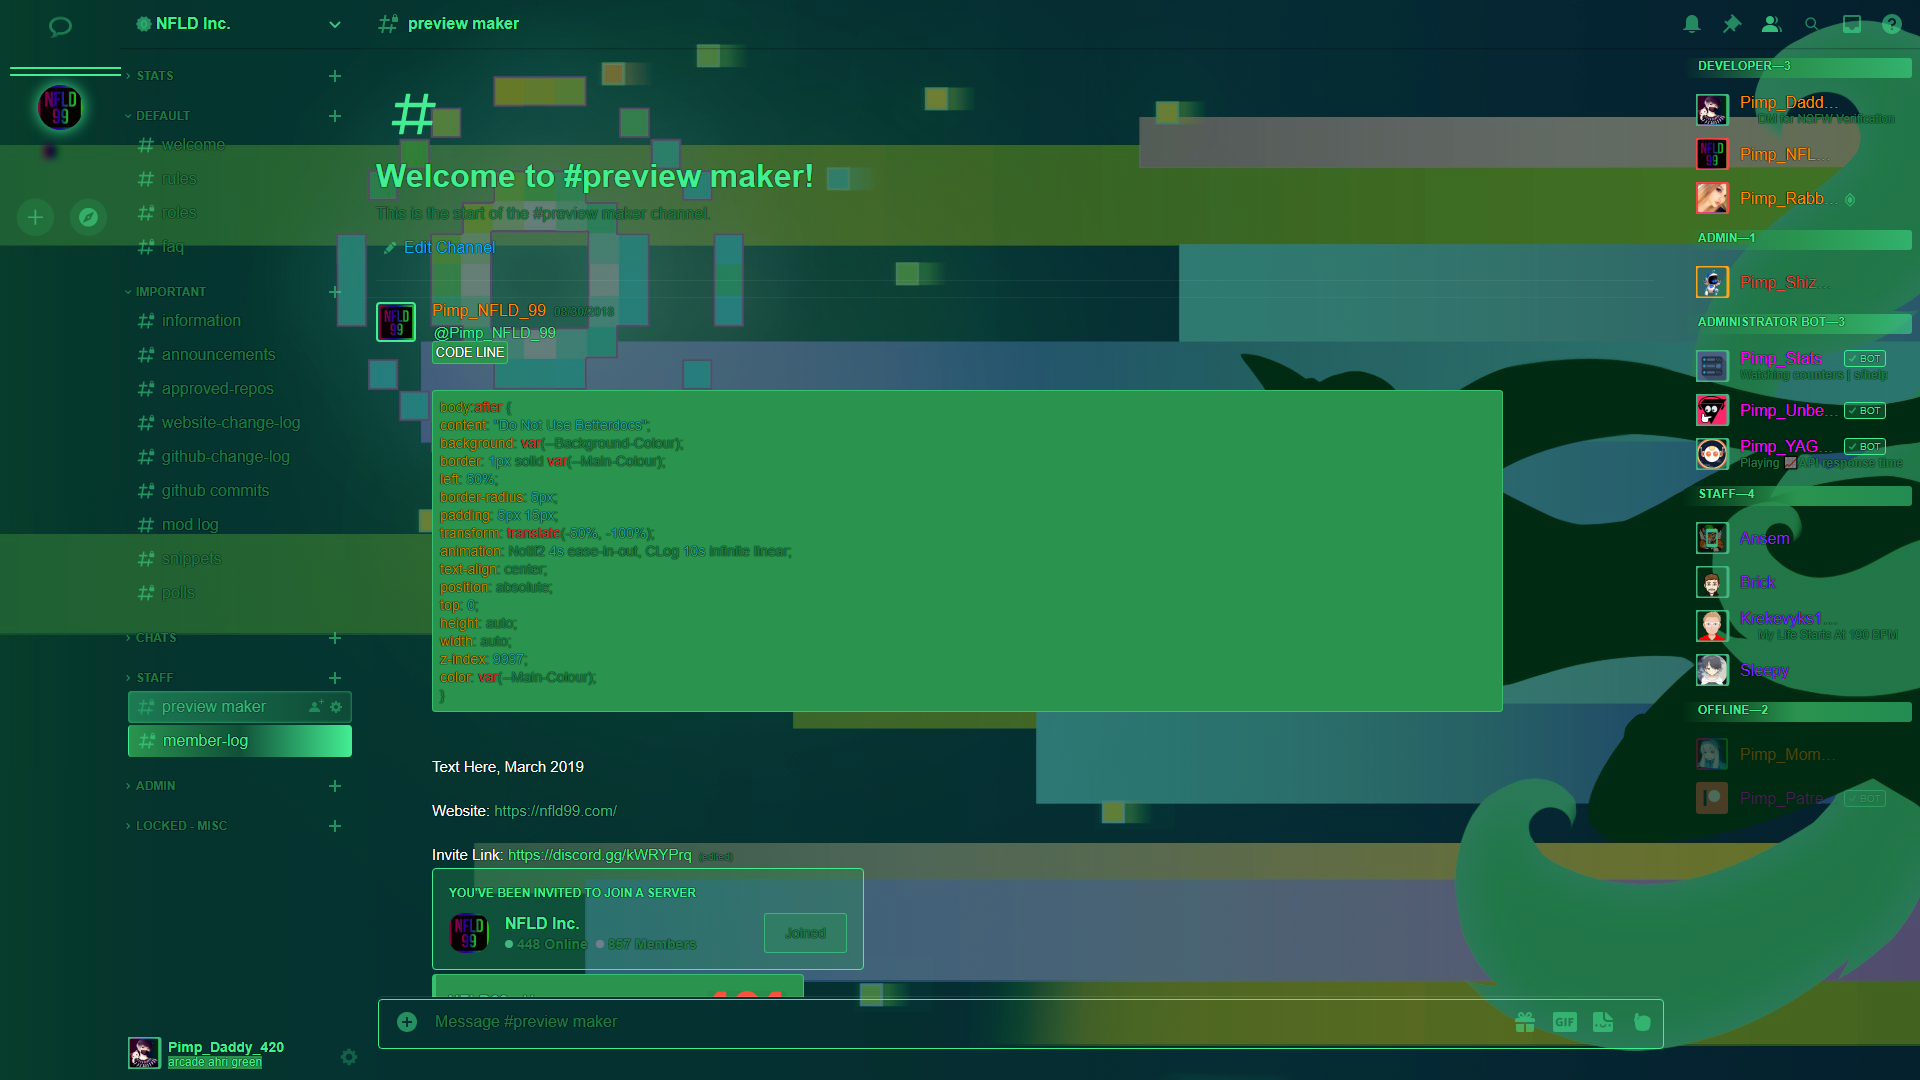 NFLD Inc.
preview maker
STATS
DEFAULT
welcome
rules
roles
faq
IMPORTANT
information
announcements
approved-repos
website-change-log
github-change-log
github commits
mod log
snippets
polls
CHATS
STAFF
preview maker
member-log
ADMIN
LOCKED - MISC
Pimp_Daddy_420
arcade ahri green
NFLD
99
#
Welcome to #preview maker!
This is the start of the #preview maker channel.
Edit Channel
Pimp_NFLD_99 08/30/2018
@Pimp_NFLD_99
CODE LINE
body:after {
content: "Do Not Use Betterdocs";
background: var(--Background-Colour);
border: 1px solid var(--Main-Colour);
left: 50%;
border-radius: 5px;
padding: 5px 15px;
transform: translate(-50%, -100%);
animation: Notif2 4s ease-in-out, CLog 10s infinite linear;
text-align: center;
position: absolute;
top: 0;
height: auto;
width: auto;
z-index: 9997;
color: var(--Main-Colour);
}
Text Here, March 2019
Website: https://nfld99.com/
Invite Link: https://discord.gg/kWRYPrq (edited)
YOU'VE BEEN INVITED TO JOIN A SERVER
NFLD Inc.
448 Online 857 Members
Joined
Message #preview maker
GIF
DEVELOPER—3
Pimp_Dadd...
DM for NSFW Verification
Pimp_NFL...
Pimp_Rabb...
ADMIN—1
Pimp_Shiz...
ADMINISTRATOR BOT—3
Pimp_Stats ✓ BOT
Watching counters | s!help
Pimp_Unbe... ✓ BOT
Pimp_YAG... ✓ BOT
Playing API response time
STAFF—4
Ansem
Brick
Krekevyks1...
My Life Starts At 190 BPM
Sleepy
OFFLINE—2
Pimp_Mom...
Pimp_Patre... ✓ BOT